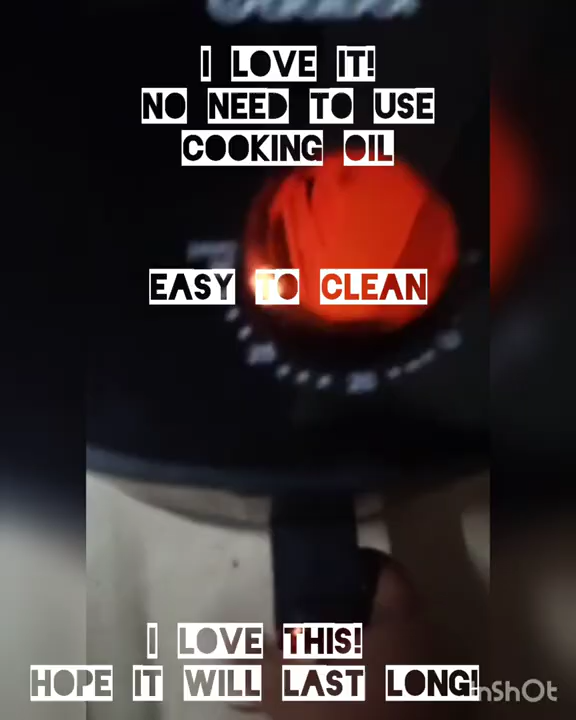 I LOVE IT!
NO NEED TO USE
COOKING OIL
EASY TO CLEAN
20
I LOVE THIS!
HOPE IT WILL LAST LONG!
InShOt